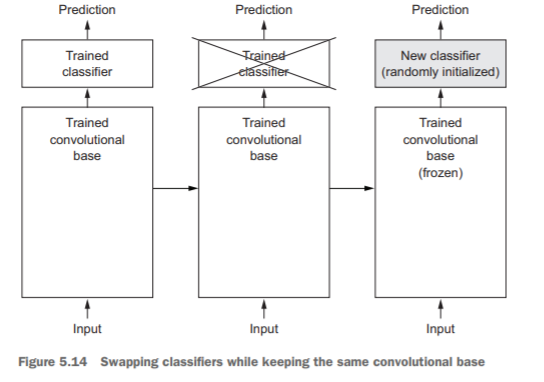 Prediction
Trained
classifier
Trained
convolutional
base
Input
Prediction
Trained
classifier
Trained
convolutional
base
Input
Prediction
New classifier
(randomly initialized)
Trained
convolutional
base
(frozen)
Input
Figure 5.14 Swapping classifiers while keeping the same convolutional base